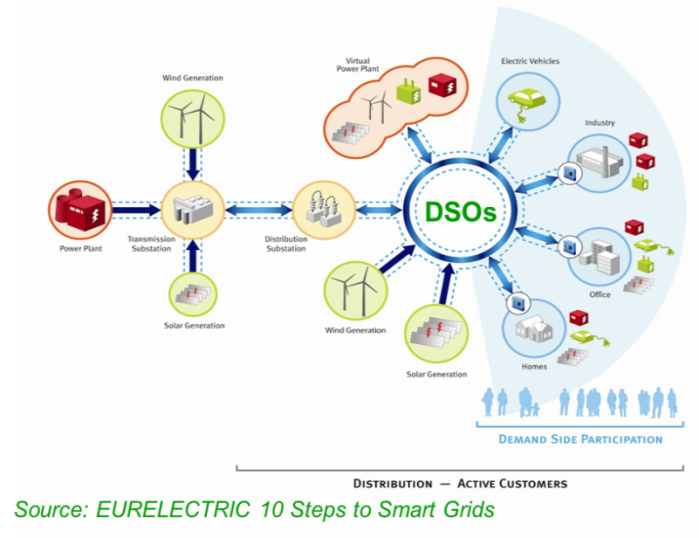 Virtual
Power Plant
Electric Vehicles
Wind Generation
Industry
DSOs
Power Plant
Transmission
Substation
Distribution
Substation
Office
Solar Generation
Wind Generation
Solar Generation
Homes
DEMAND SIDE PARTICIPATION
DISTRIBUTION — ACTIVE CUSTOMERS
Source: EURELECTRIC 10 Steps to Smart Grids